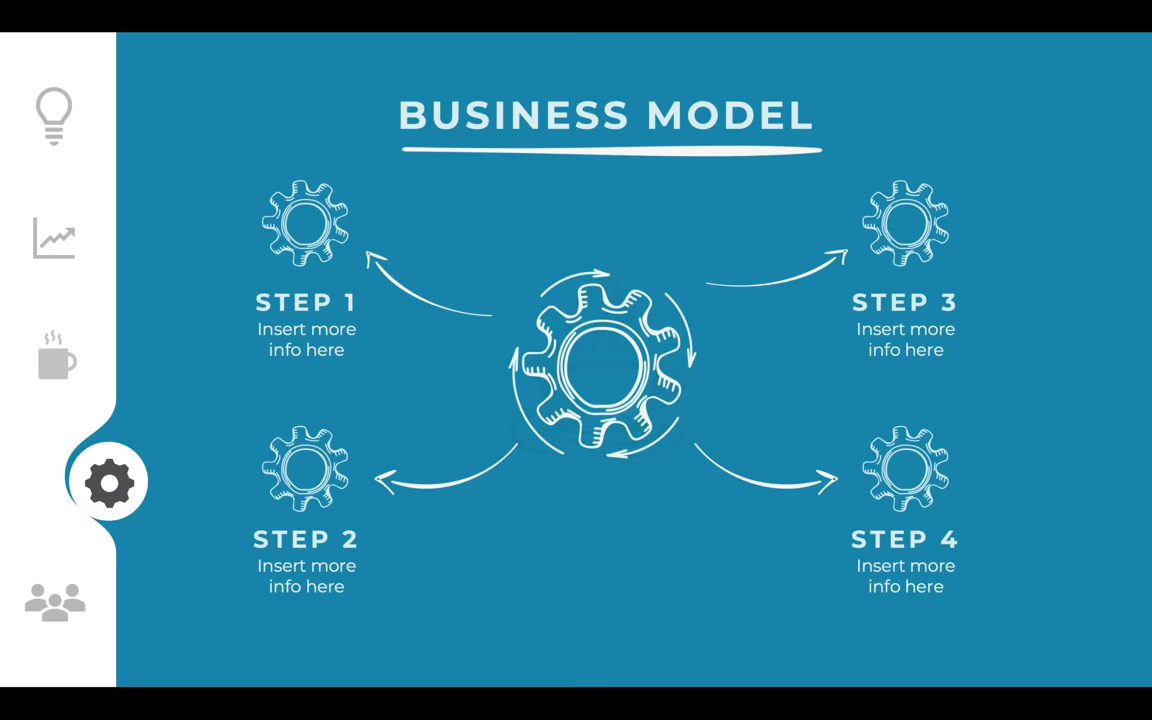 BUSINESS MODEL
STEP 1
Insert more
info here
STEP 2
Insert more
info here
STEP 3
Insert more
info here
STEP 4
Insert more
info here